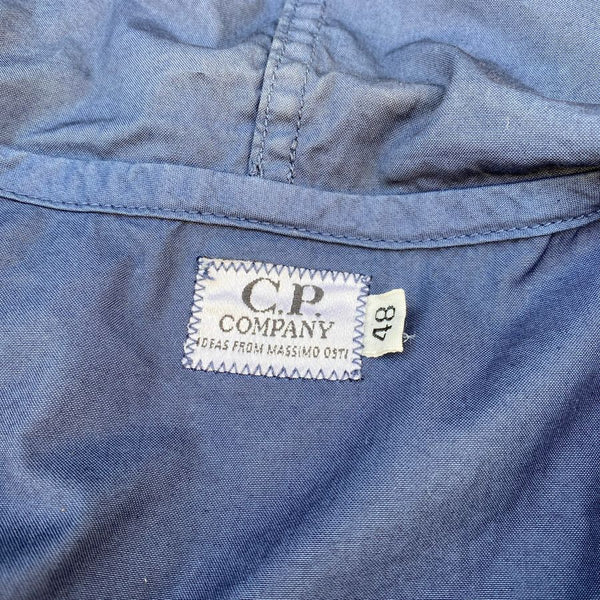 C.P.
COMPANY
IDEAS FROM MASSIMO OSTI
48